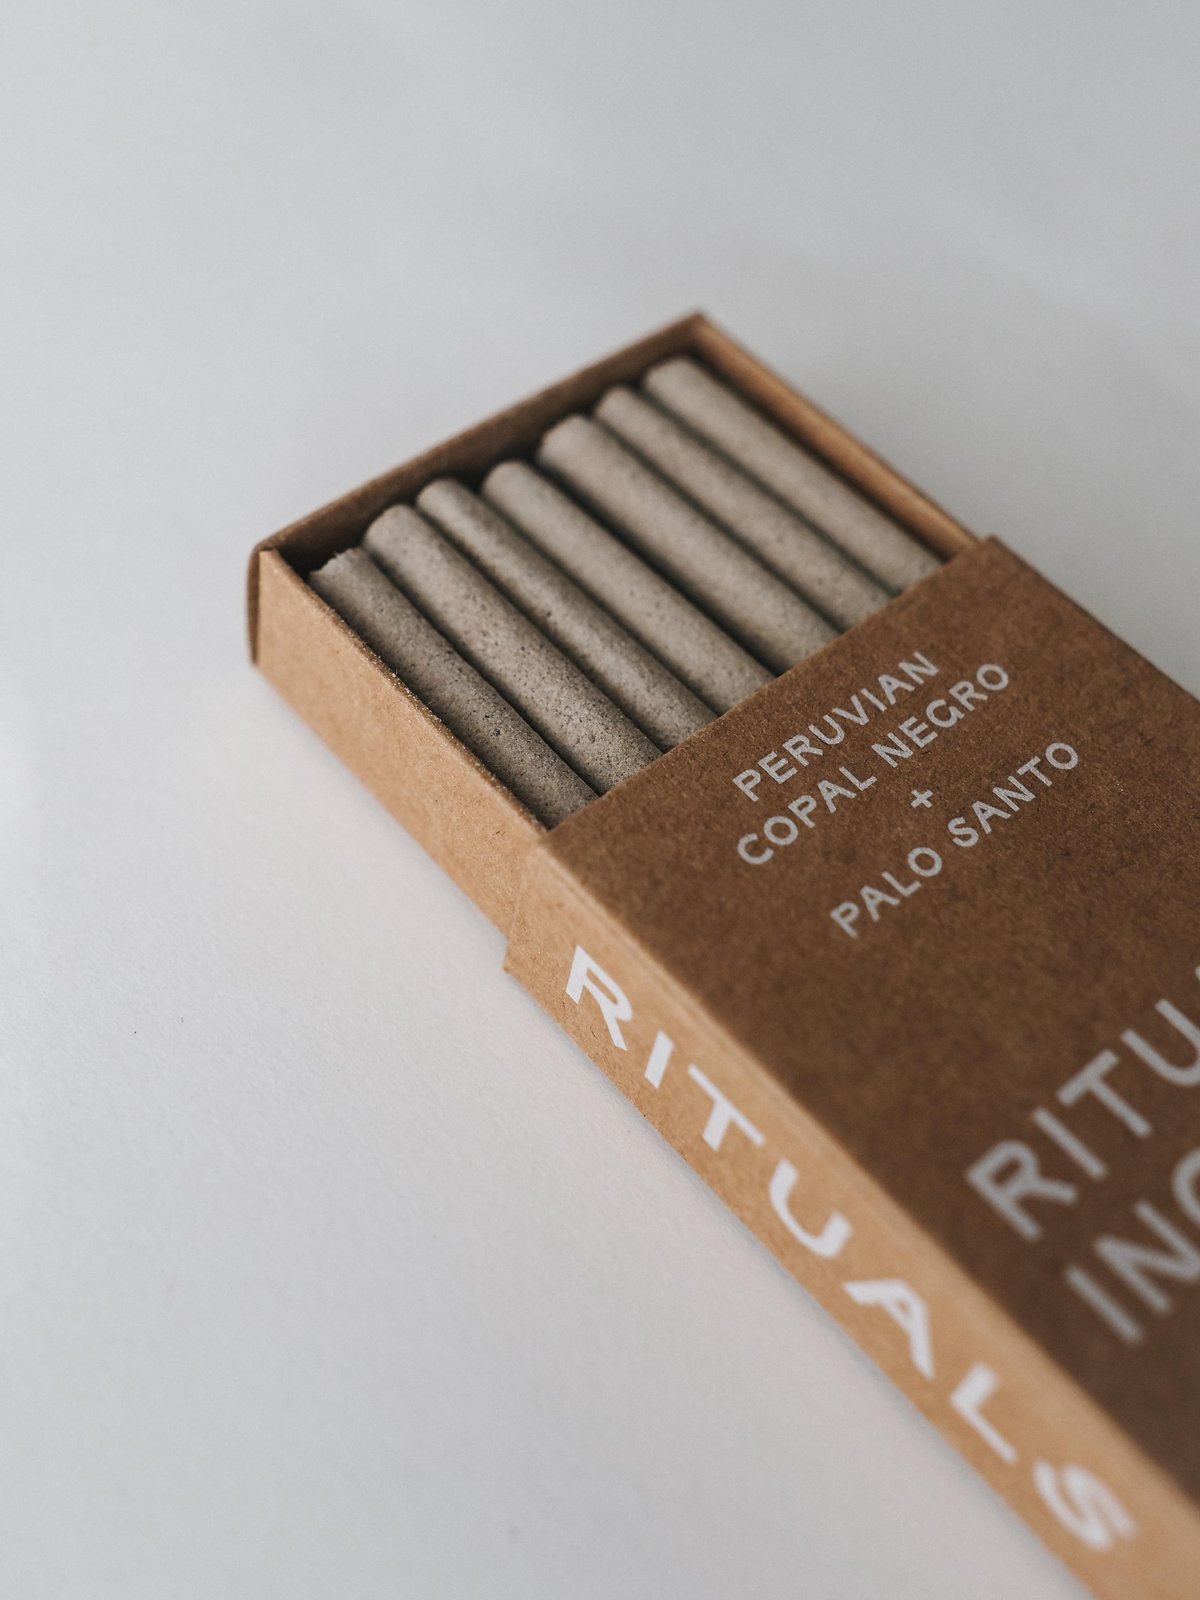 PERUVIAN
COPAL NEGRO
+
PALO SANTO
RITUALS